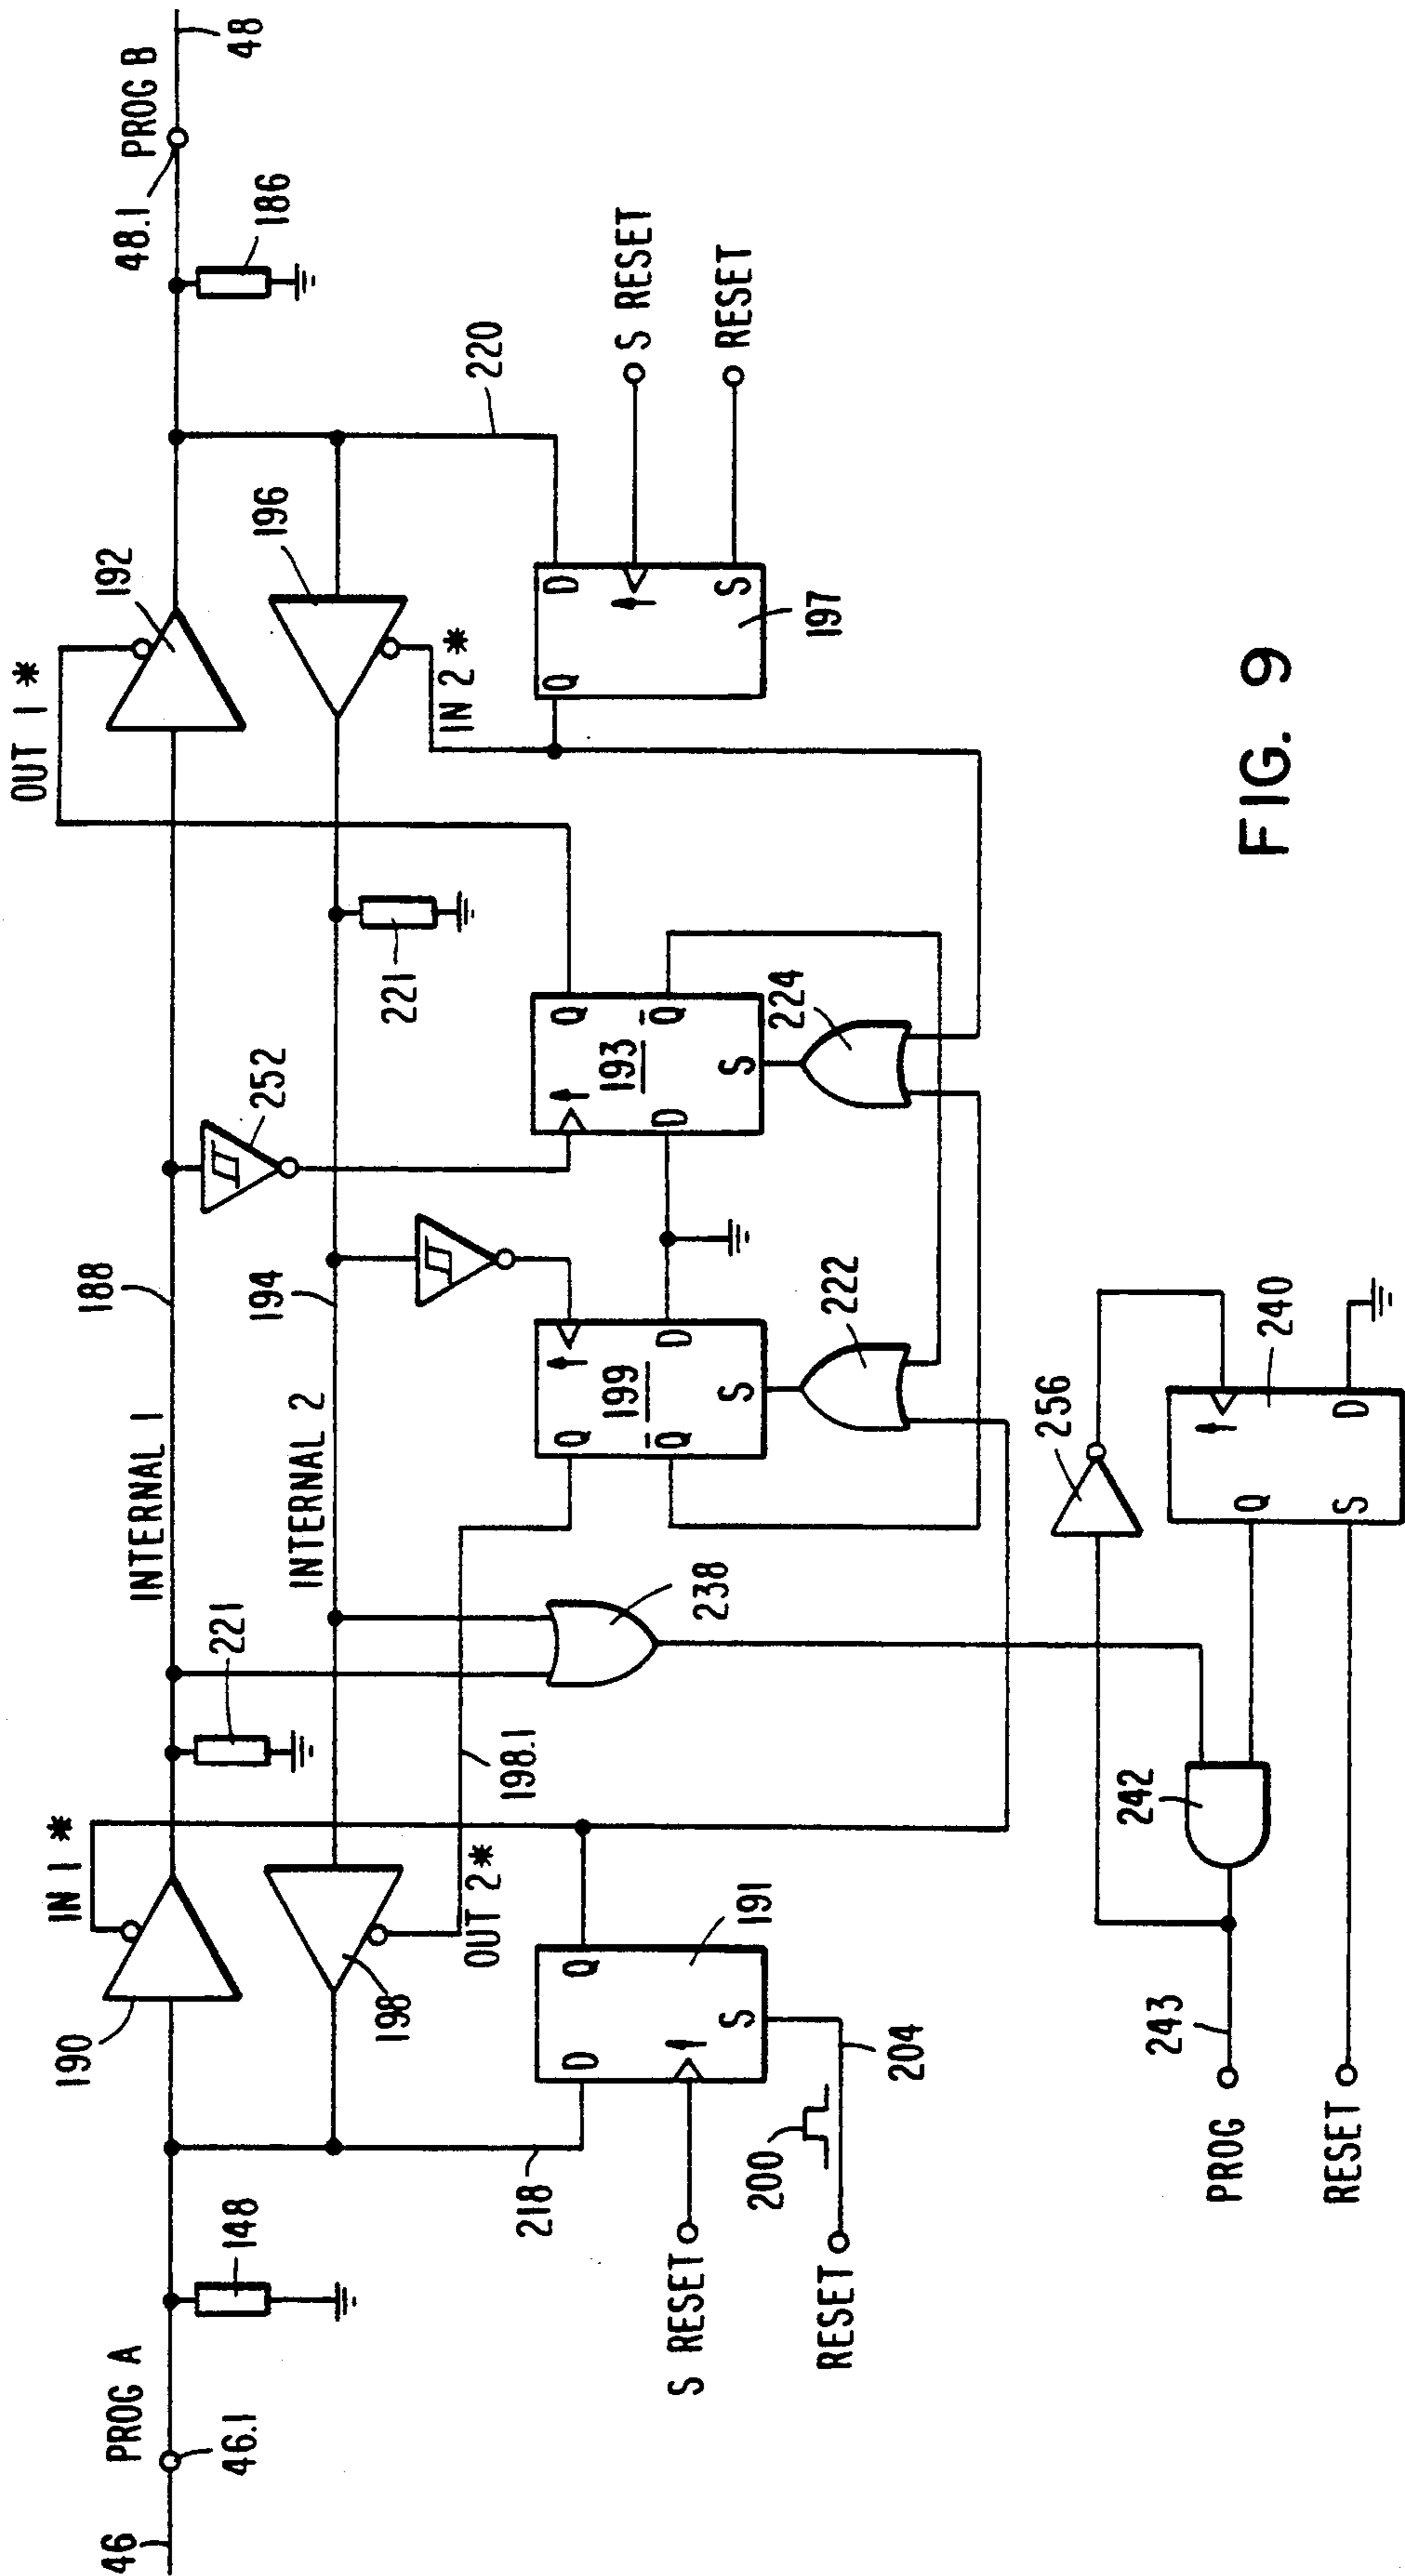 46
PROG A
46.1
148
190
IN 1 *
221
INTERNAL 1
188
252
OUT 1 *
192
186
48.1
PROG B
48
198
OUT 2 *
198.1
INTERNAL 2
194
221
196
IN 2 *
220
218
D
Q
S
191
S RESET
RESET
200
204
238
Q
Q
D
S
199
222
Q
Q
D
S
193
224
Q
D
S
197
S RESET
RESET
PROG
243
242
256
Q
S
D
240
RESET
FIG. 9